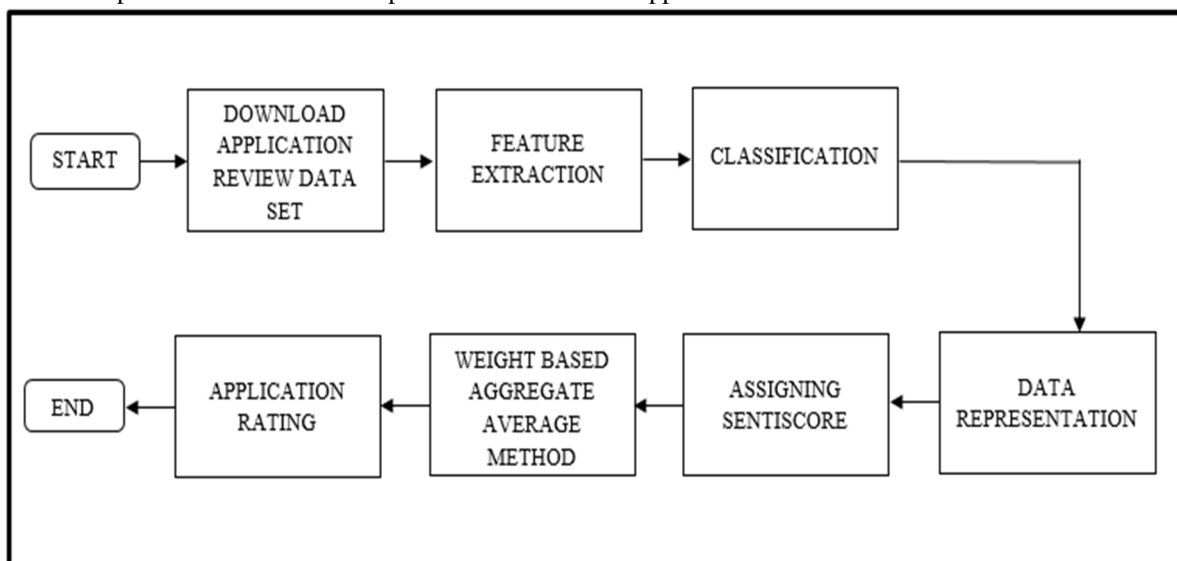 START
DOWNLOAD
APPLICATION
REVIEW DATA
SET
FEATURE
EXTRACTION
CLASSIFICATION
DATA
REPRESENTATION
ASSIGNING
SENTISCORE
WEIGHT BASED
AGGREGATE
AVERAGE
METHOD
APPLICATION
RATING
END